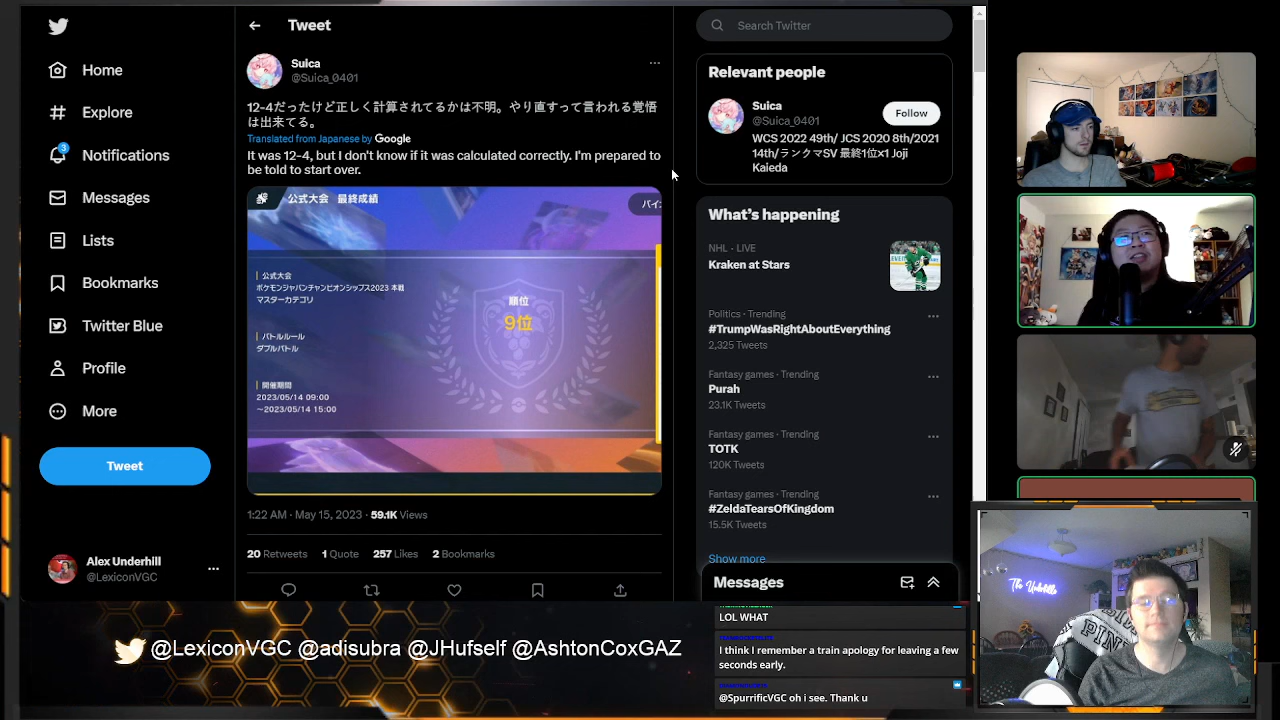 Home
Explore
3
Notifications
Messages
Lists
Bookmarks
Twitter Blue
Profile
More
Tweet
Alex Underhill
@LexiconVGC
Tweet
Suica
@Suica_0401
12-4だったけど正しく計算されてるかは不明。やり直すって言われる覚悟
は出来てる。
Translated from Japanese by Google
It was 12-4, but I don't know if it was calculated correctly. I'm prepared to
be told to start over.
公式大会 最終成績
バイ
公式大会
ポケモンジャパンチャンピオンシップス2023 本戦
マスターカテゴリ
バトルルール
ダブルバトル
開催期間
2023/05/14 09:00
～2023/05/14 15:00
順位
9位
1:22 AM · May 15, 2023 · 59.1K Views
20 Retweets 1 Quote 257 Likes 2 Bookmarks
Search Twitter
Relevant people
Suica
@Suica_0401
Follow
WCS 2022 49th/ JCS 2020 8th/2021
14th/ランクマSV 最終1位×1 Joji
Kaieda
What's happening
NHL · LIVE
Kraken at Stars
Politics · Trending
#TrumpWasRightAboutEverything
2,325 Tweets
Fantasy games · Trending
Purah
23.1K Tweets
Fantasy games · Trending
TOTK
120K Tweets
Fantasy games · Trending
#ZeldaTearsOfKingdom
15.5K Tweets
Show more
Messages
@LexiconVGC @adisubra @JHufself @AshtonCoxGAZ
LOL WHAT
I think I remember a train apology for leaving a few
seconds early.
@SpurrificVGC oh i see. Thank u
The Underhills
PINK